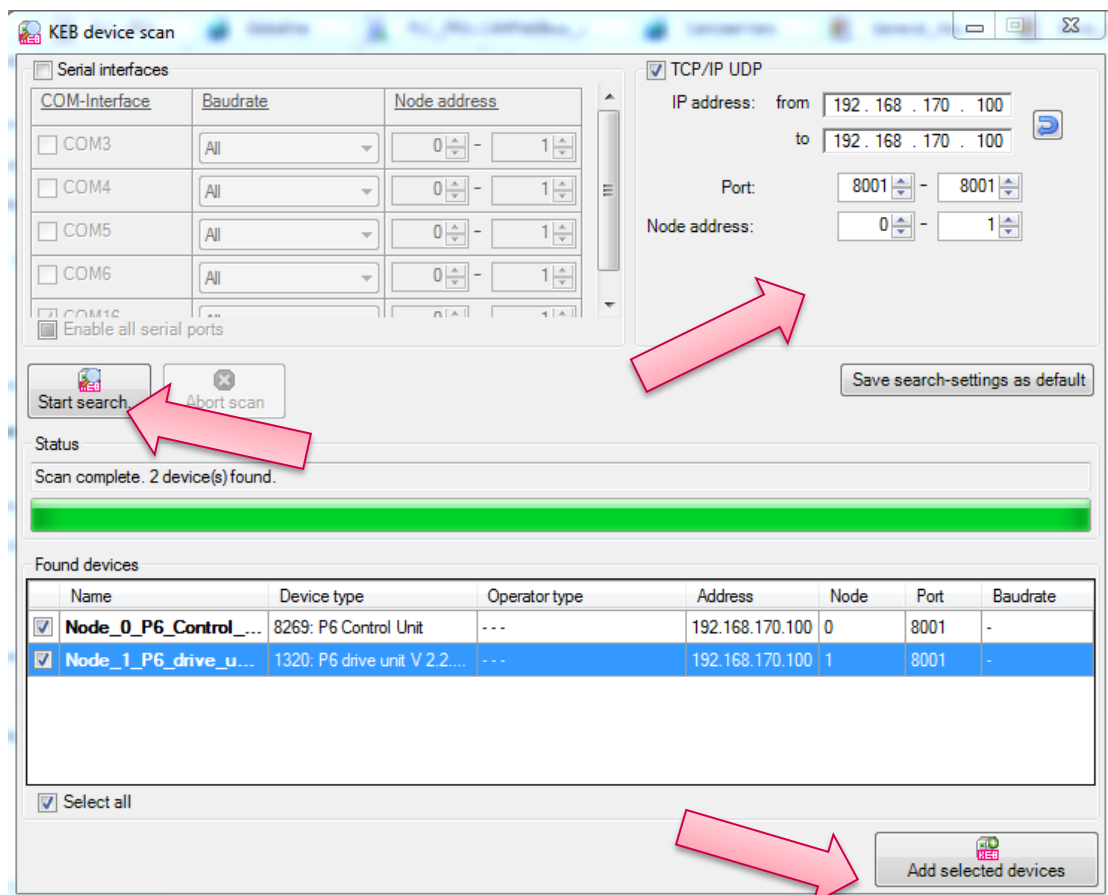 KEB device scan
Serial interfaces
COM-Interface Baudrate Node address
COM3 All 0 - 1
COM4 All 0 - 1
COM5 All 0 - 1
COM6 All 0 - 1
COM16 All 0 1
Enable all serial ports
TCP/IP UDP
IP address: from 192 . 168 . 170 . 100
to 192 . 168 . 170 . 100
Port: 8001 - 8001
Node address: 0 - 1
Start search. Abort scan
Save search-settings as default
Status
Scan complete. 2 device(s) found.
Found devices
Name Device type Operator type Address Node Port Baudrate
Node_0_P6_Control_... 8269: P6 Control Unit - - - 192.168.170.100 0 8001 -
Node_1_P6_drive_u... 1320: P6 drive unit V 2.2.... - - - 192.168.170.100 1 8001 -
Select all
KEB
Add selected devices